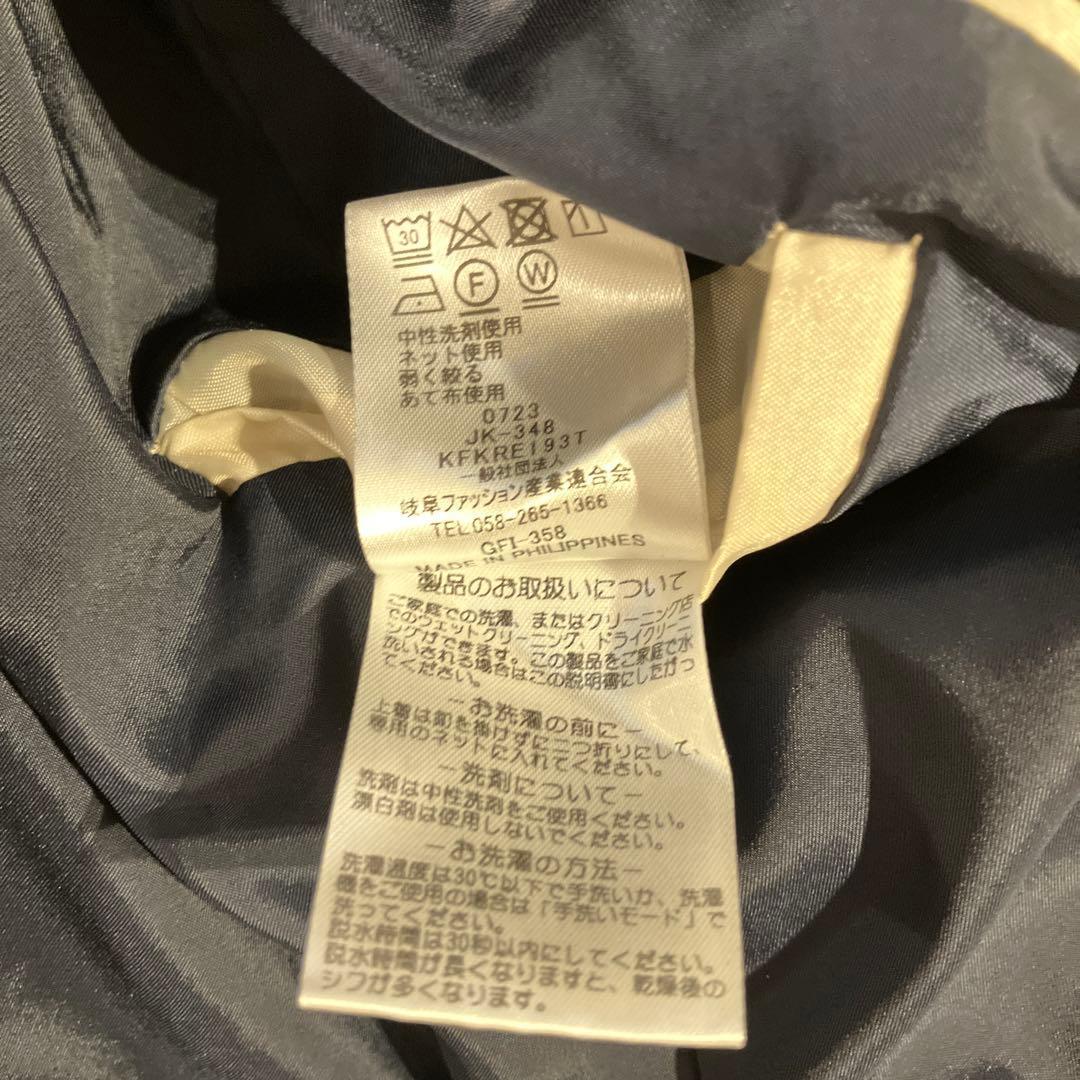 30
F W
中性洗剤使用
ネット使用
弱く絞る
あて布使用
0723
JK-348
KFKRE193T
一般社団法人
岐阜ファッション産業連合会
TEL 058-265-1366
GFI-358
MADE IN PHILIPPINES
製品のお取扱いについて
ご家庭での洗濯、またはクリーニング店
でのウェットクリーニング、ドライクリーニ
ングができます。この製品をご家庭で水
洗いされる場合はこの説明書にしたがっ
てください。
－お洗濯の前に－
上着は釦を掛けずに二つ折りにして、
専用のネットに入れてください。
－洗剤について－
洗剤は中性洗剤をご使用ください。
漂白剤は使用しないでください。
－お洗濯の方法－
洗濯温度は30℃以下で手洗いか、洗濯
機をご使用の場合は「手洗いモード」で
洗ってください。
脱水時間は30秒以内にしてください。
脱水時間が長くなりますと、乾燥後の
シワが多くなります。